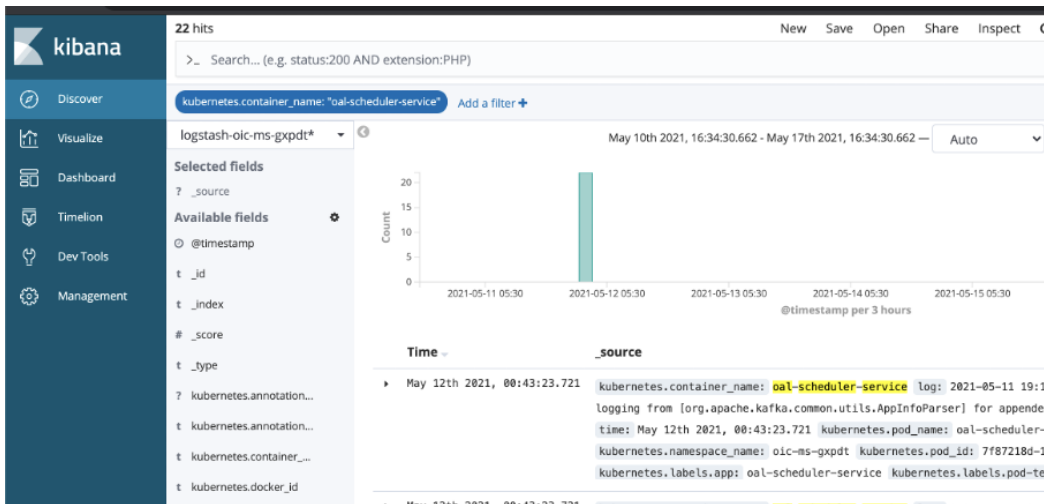 kibana
Discover
Visualize
Dashboard
Timelion
Dev Tools
Management
22 hits
New Save Open Share Inspect
>_ Search... (e.g. status:200 AND extension:PHP)
kubernetes.container_name: "oal-scheduler-service" Add a filter +
logstash-oic-ms-gxpdt*
Selected fields
? _source
Available fields
@timestamp
t _id
t _index
# _score
t _type
? kubernetes.annotation...
t kubernetes.annotation...
t kubernetes.container_...
t kubernetes.docker_id
May 10th 2021, 16:34:30.662 - May 17th 2021, 16:34:30.662 — Auto
Count
20
15
10
5
0
2021-05-11 05:30 2021-05-12 05:30 2021-05-13 05:30 2021-05-14 05:30 2021-05-15 05:30
@timestamp per 3 hours
Time _source
May 12th 2021, 00:43:23.721 kubernetes.container_name: oal-scheduler-service log: 2021-05-11 19:1
logging from [org.apache.kafka.common.utils.AppInfoParser] for appende
time: May 12th 2021, 00:43:23.721 kubernetes.pod_name: oal-scheduler-
kubernetes.namespace_name: oic-ms-gxpdt kubernetes.pod_id: 7f87218d-1
kubernetes.labels.app: oal-scheduler-service kubernetes.labels.pod-te